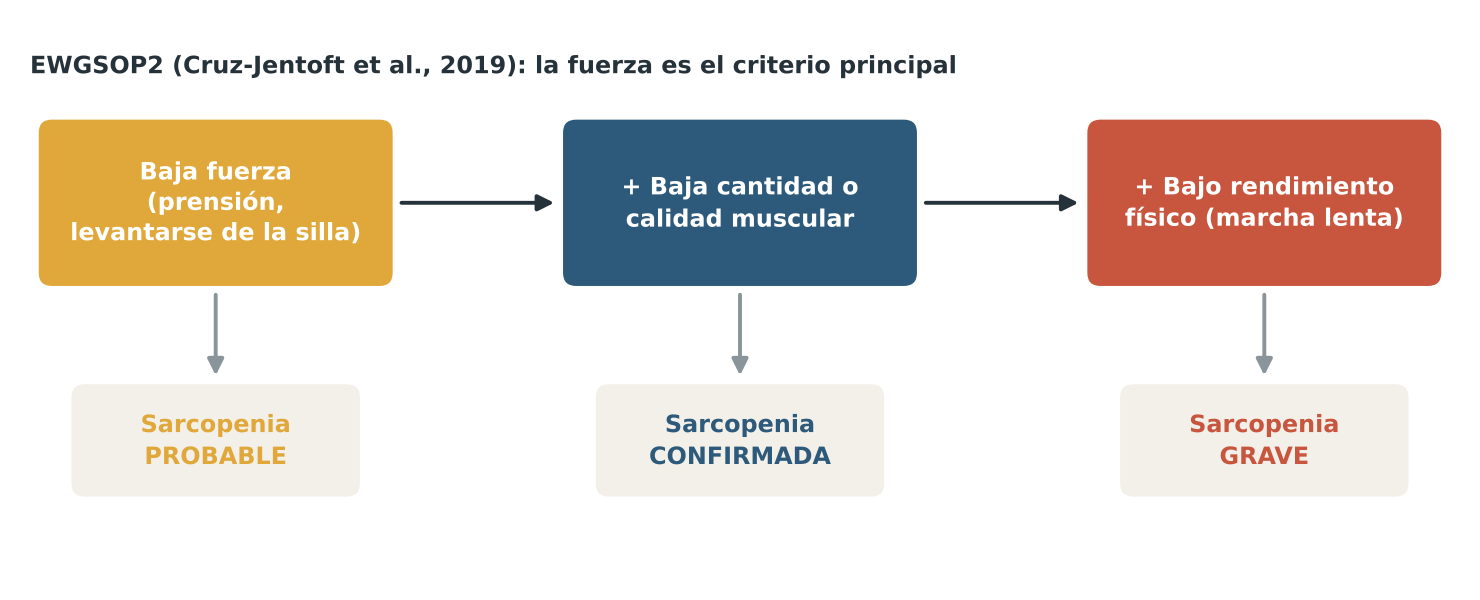 EWGSOP2 (Cruz-Jentoft et al., 2019): la fuerza es el criterio principal
Baja fuerza
(prensión,
levantarse de la silla)
+ Baja cantidad o
calidad muscular
+ Bajo rendimiento
físico (marcha lenta)
Sarcopenia
PROBABLE
Sarcopenia
CONFIRMADA
Sarcopenia
GRAVE